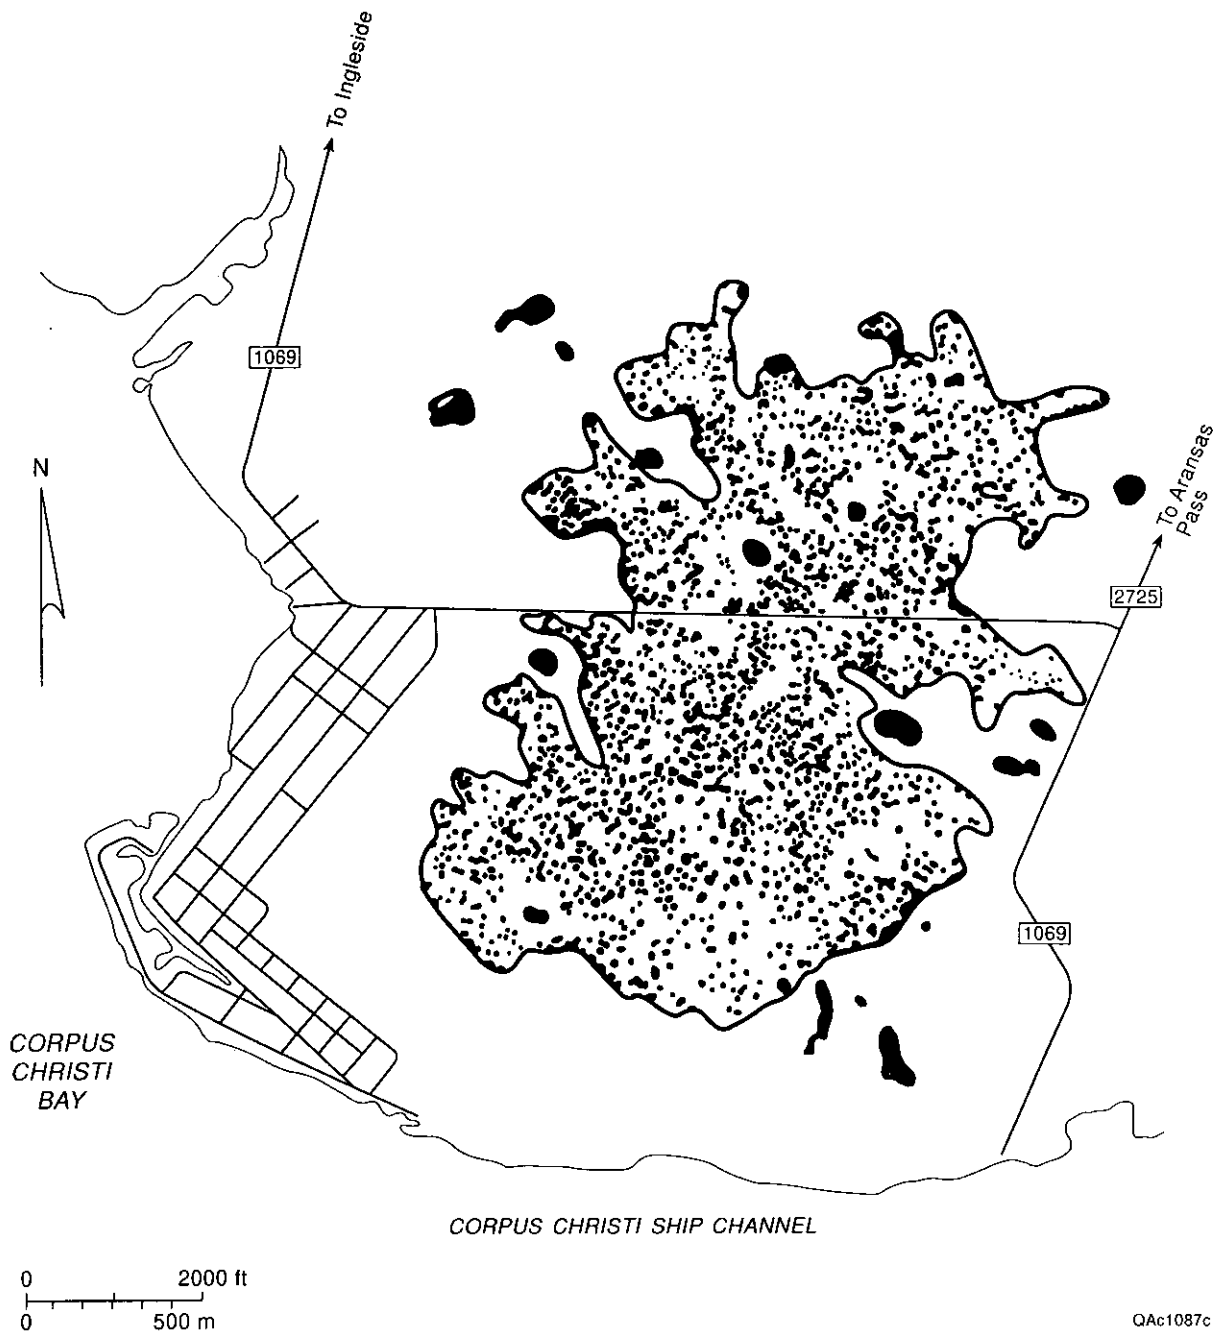 To Ingleside
1069
N
To Aransas
Pass
2725
1069
CORPUS
CHRISTI
BAY
CORPUS CHRISTI SHIP CHANNEL
0 2000 ft
0 500 m
QAc1087c